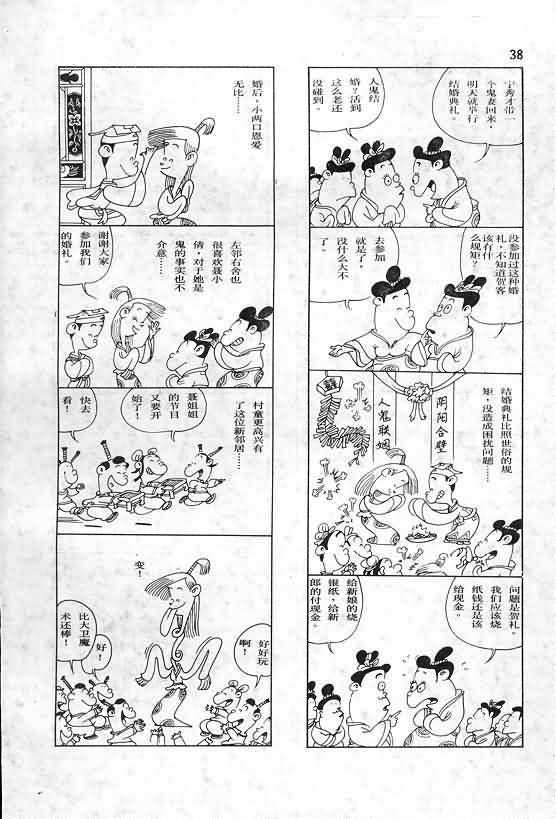 38
宁秀才带一
个鬼妻回来，
明天就举行
结婚典礼。
人鬼结
婚？活到
这么老还
没碰到。
没参加过这种婚
礼，不知道贺客
该有什
么规矩？
去参加
就是了，
没什么大不
了。
结婚典礼比照世俗的规
矩，没造成困扰问题……
阴阳合璧
人鬼联姻
囍
问题是贺礼。
我们应该烧
纸钱还是该
给现金。
给新娘的烧
银纸，给新
郎的付现金。
婚后，小两口恩爱
无比……
左邻右舍也
很喜欢聂小
倩，对于她是
鬼的事实也不
介意……
谢谢大家
参加我们
的婚礼。
村童更高兴有
了这位新邻居……
聂姐姐
的节目
又要开
始了！
快去
看！
变！
好好玩
啊！
好！
比大卫魔
术还棒！